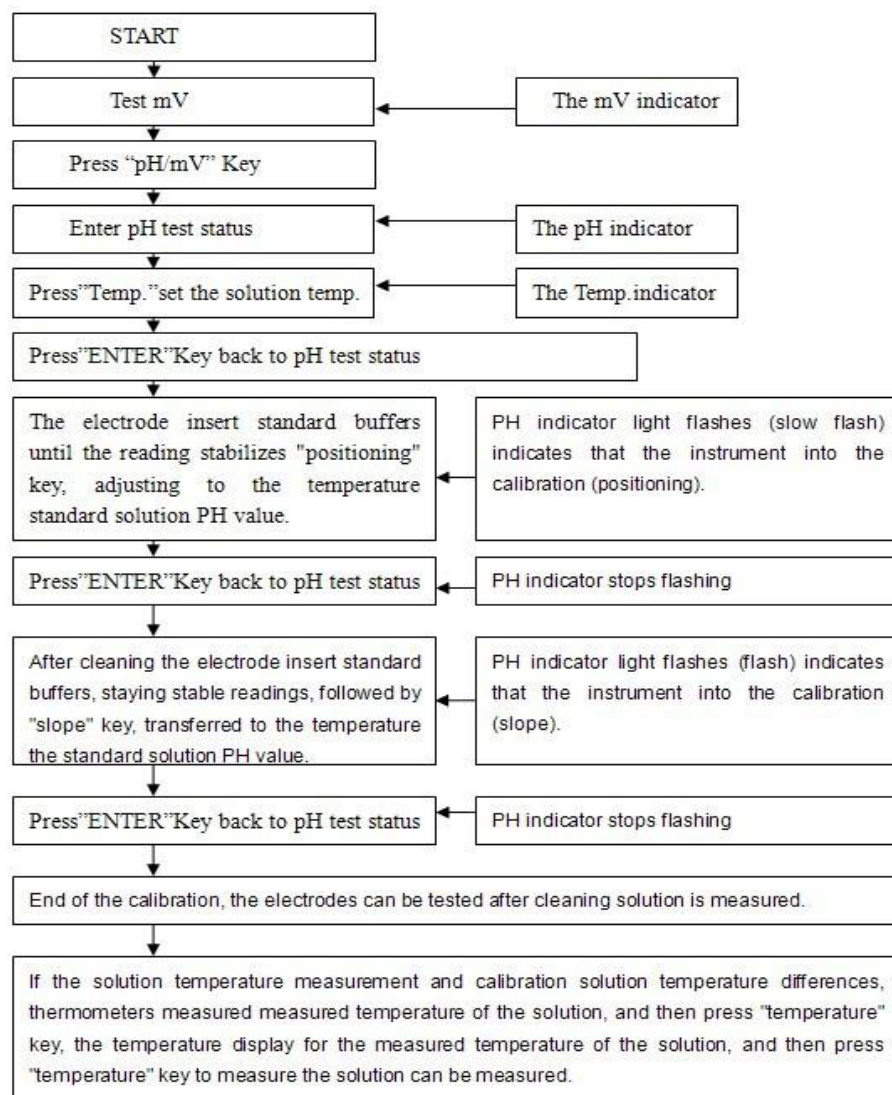 START
Test mV
The mV indicator
Press “pH/mV” Key
Enter pH test status
The pH indicator
Press”Temp.”set the solution temp.
The Temp.indicator
Press”ENTER”Key back to pH test status
The electrode insert standard buffers
until the reading stabilizes "positioning"
key, adjusting to the temperature
standard solution PH value.
PH indicator light flashes (slow flash)
indicates that the instrument into the
calibration (positioning).
Press”ENTER”Key back to pH test status
PH indicator stops flashing
After cleaning the electrode insert standard
buffers, staying stable readings, followed by
"slope" key, transferred to the temperature
the standard solution PH value.
PH indicator light flashes (flash) indicates
that the instrument into the calibration
(slope).
Press”ENTER”Key back to pH test status
PH indicator stops flashing
End of the calibration, the electrodes can be tested after cleaning solution is measured.
If the solution temperature measurement and calibration solution temperature differences,
thermometers measured measured temperature of the solution, and then press "temperature"
key, the temperature display for the measured temperature of the solution, and then press
"temperature" key to measure the solution can be measured.